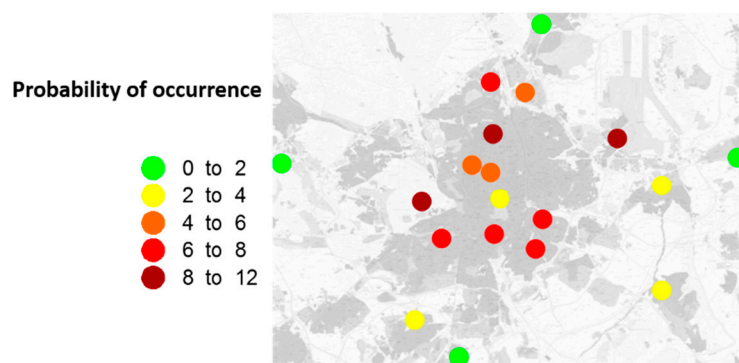 Probability of occurrence
0 to 2
2 to 4
4 to 6
6 to 8
8 to 12